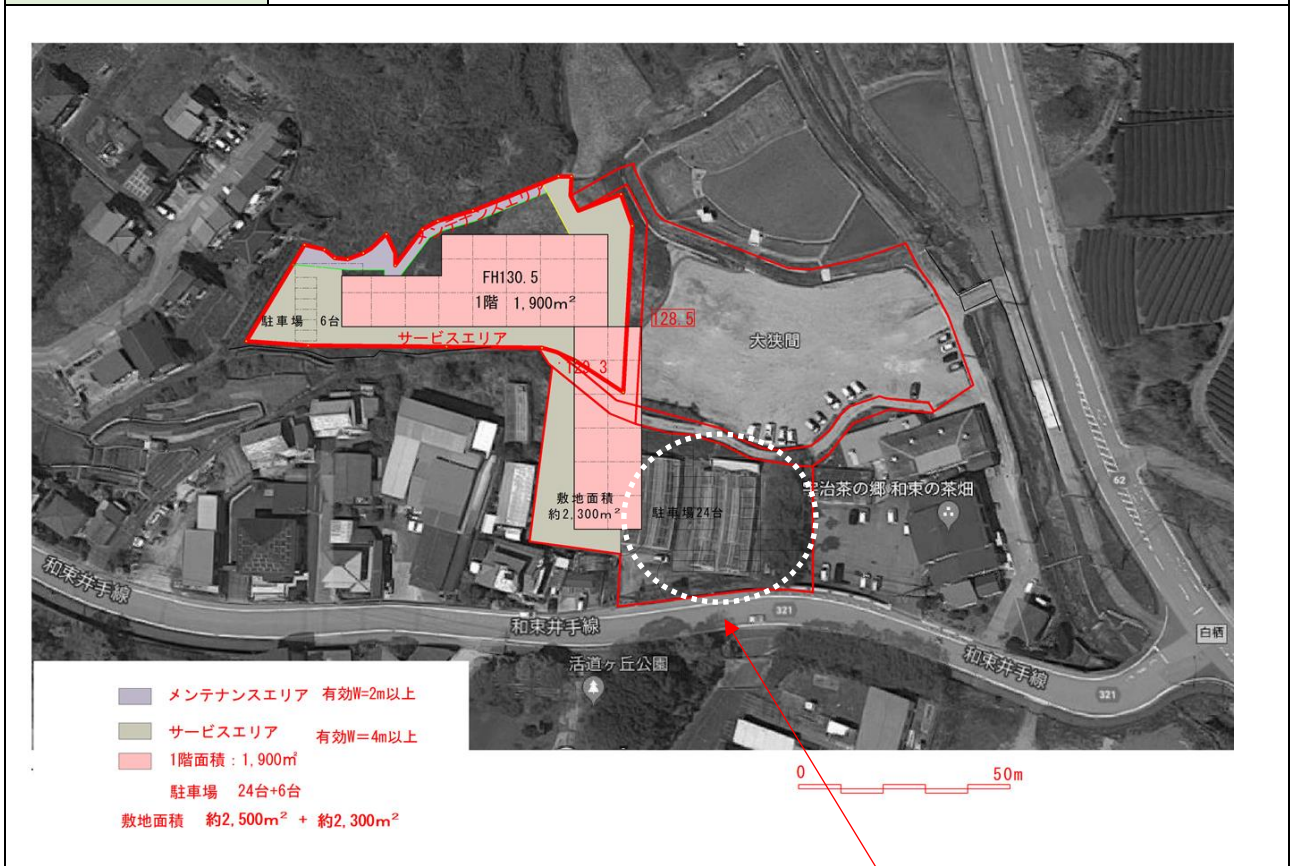 メンテナンスエリア
FH130.5
1階 1,900m²
駐車場 6台
サービスエリア
128.5
大狭間
129.3
敷地面積
約2,300m²
駐車場24台
宇治茶の郷 和束の茶畑
62
和束井手線
和束井手線
321
白栖
活道ヶ丘公園
和束井手線
321
メンテナンスエリア 有効W=2m以上
サービスエリア 有効W=4m以上
1階面積：1,900㎡
駐車場 24台+6台
敷地面積 約2,500m² + 約2,300m²
0 50m